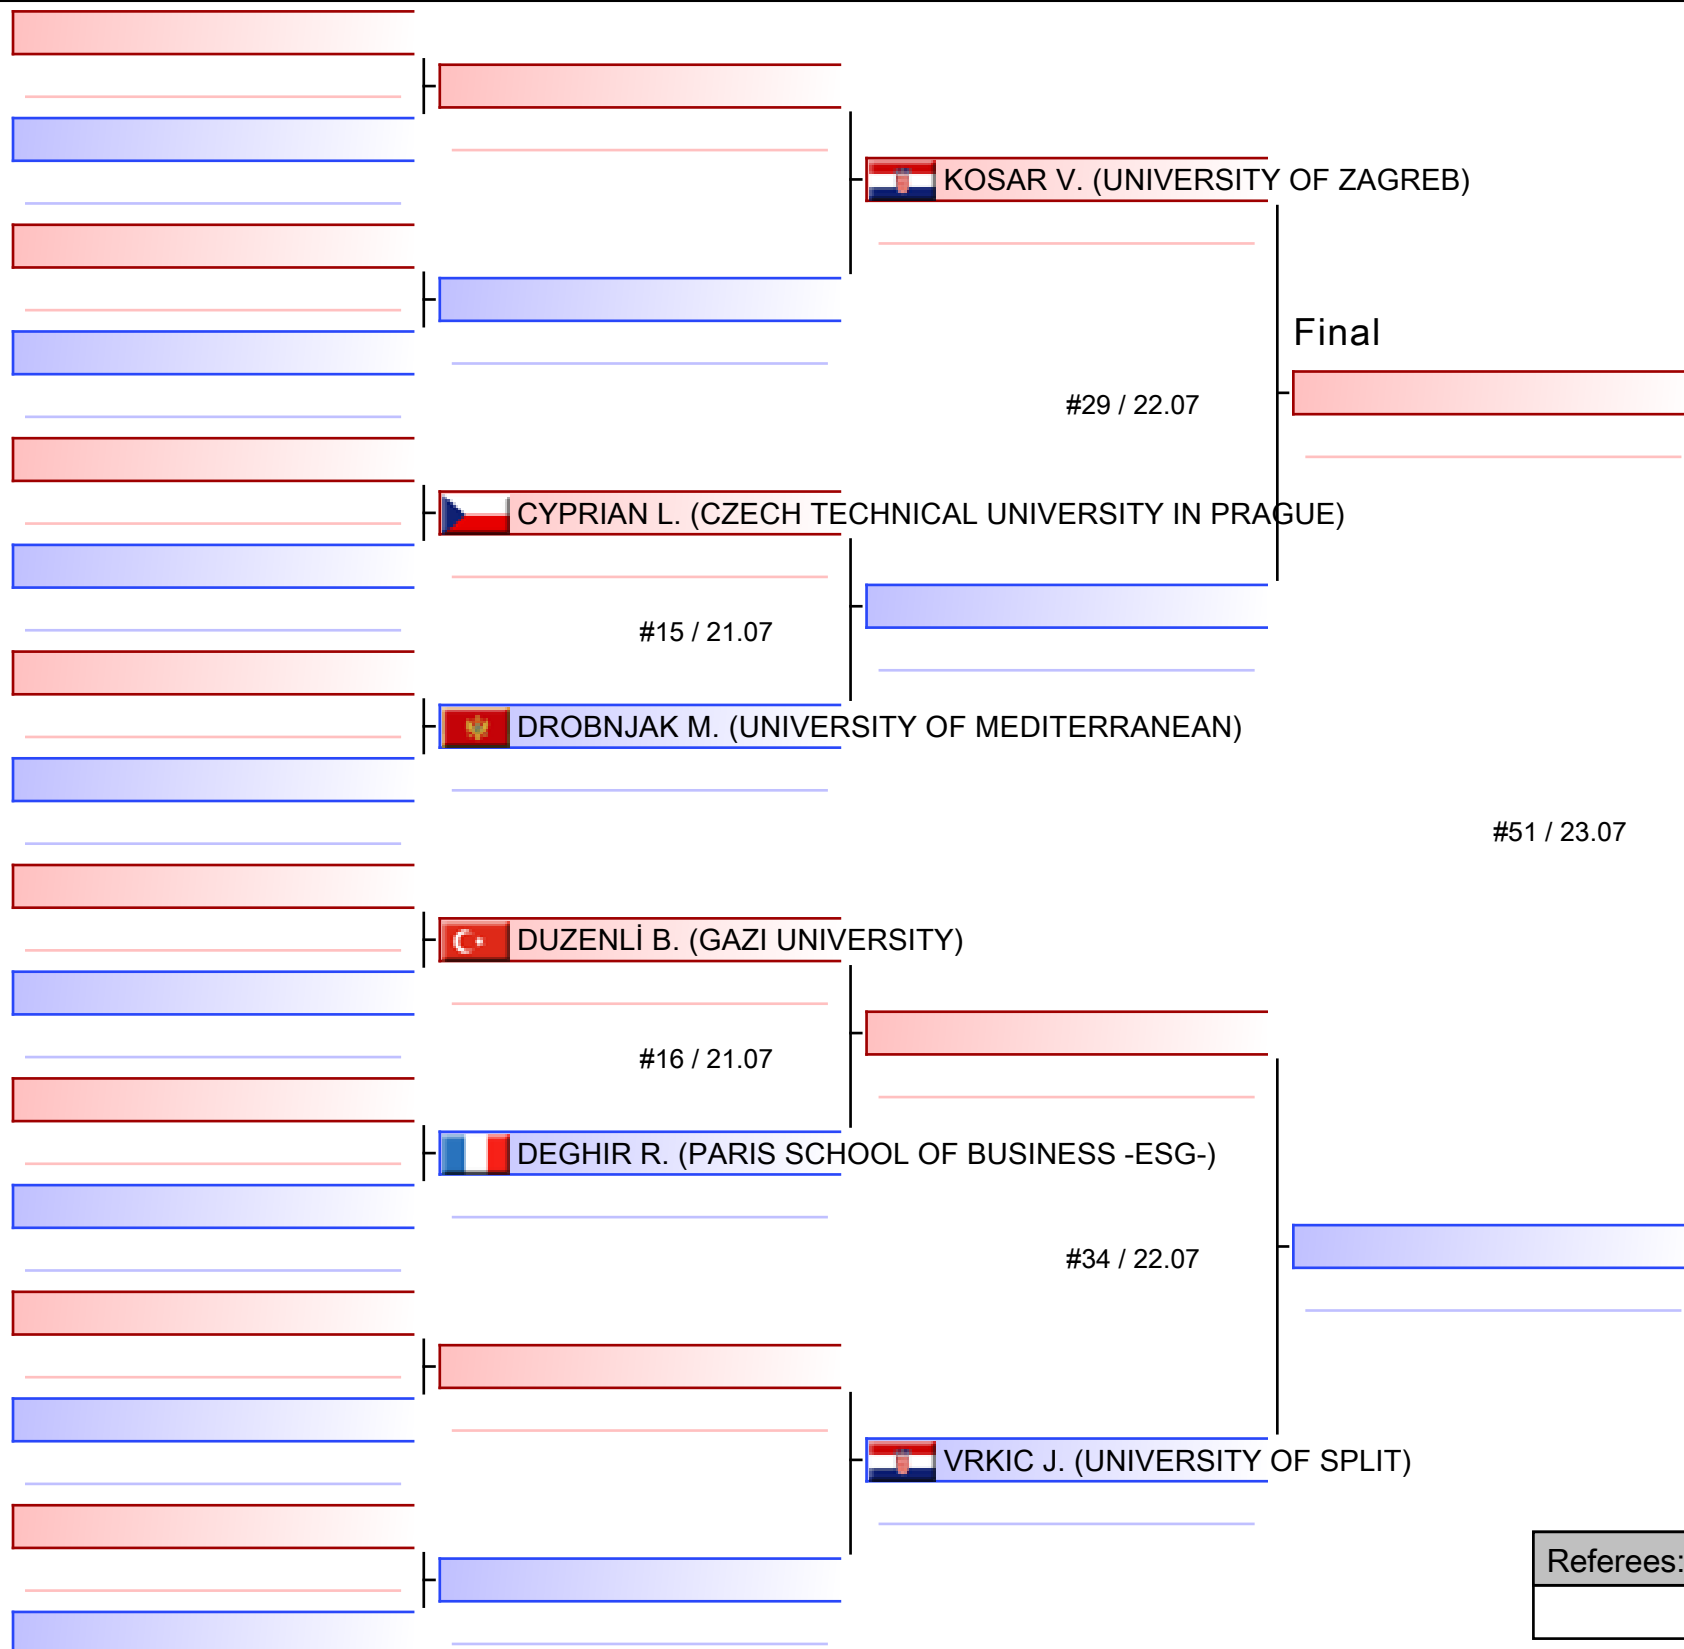 KOSAR V. (UNIVERSITY OF ZAGREB)
Final
#29 / 22.07
CYPRIAN L. (CZECH TECHNICAL UNIVERSITY IN PRAGUE)
#15 / 21.07
DROBNJAK M. (UNIVERSITY OF MEDITERRANEAN)
#51 / 23.07
DUZENLİ B. (GAZI UNIVERSITY)
#16 / 21.07
DEGHIR R. (PARIS SCHOOL OF BUSINESS -ESG-)
#34 / 22.07
VRKIC J. (UNIVERSITY OF SPLIT)
Referees: